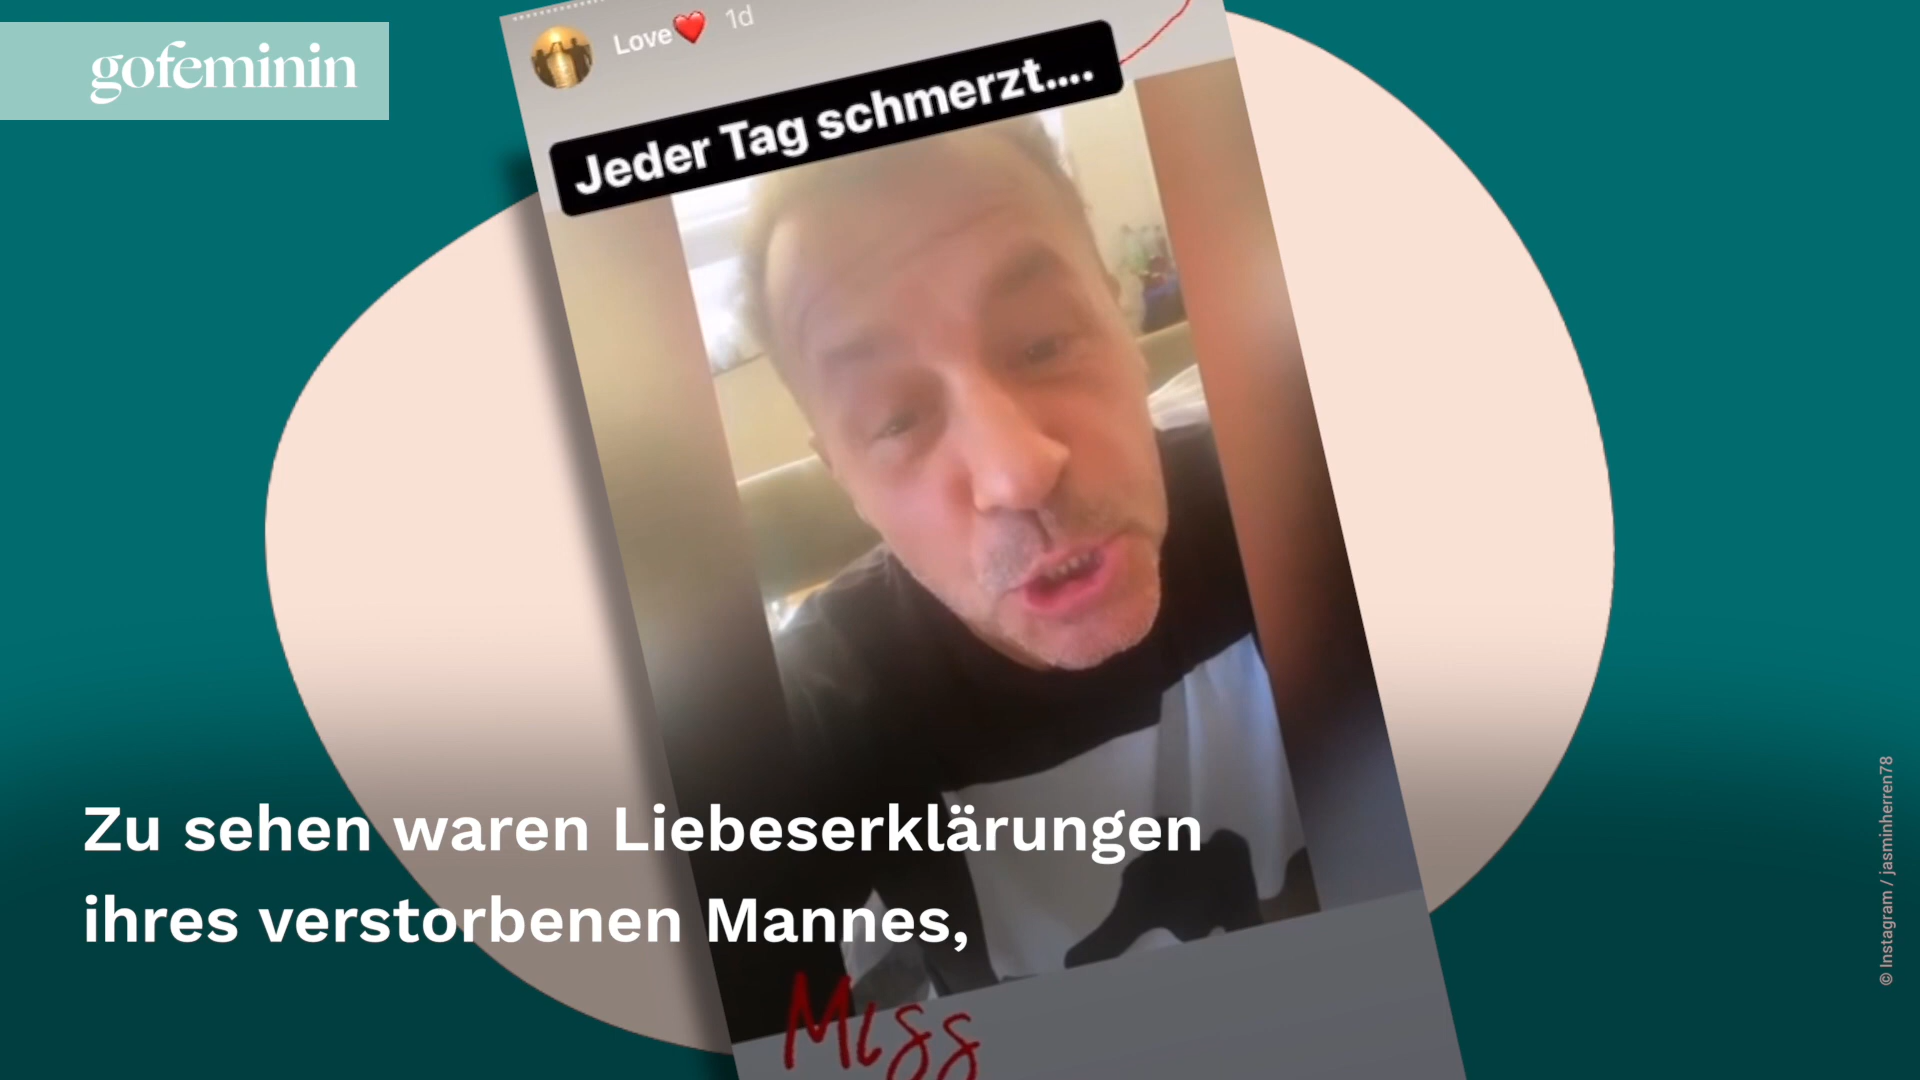 gofeminin
Love❤️ 1d
Jeder Tag schmerzt....
Zu sehen waren Liebeserklärungen
ihres verstorbenen Mannes,
Miss
© Instagram / jasminherren78